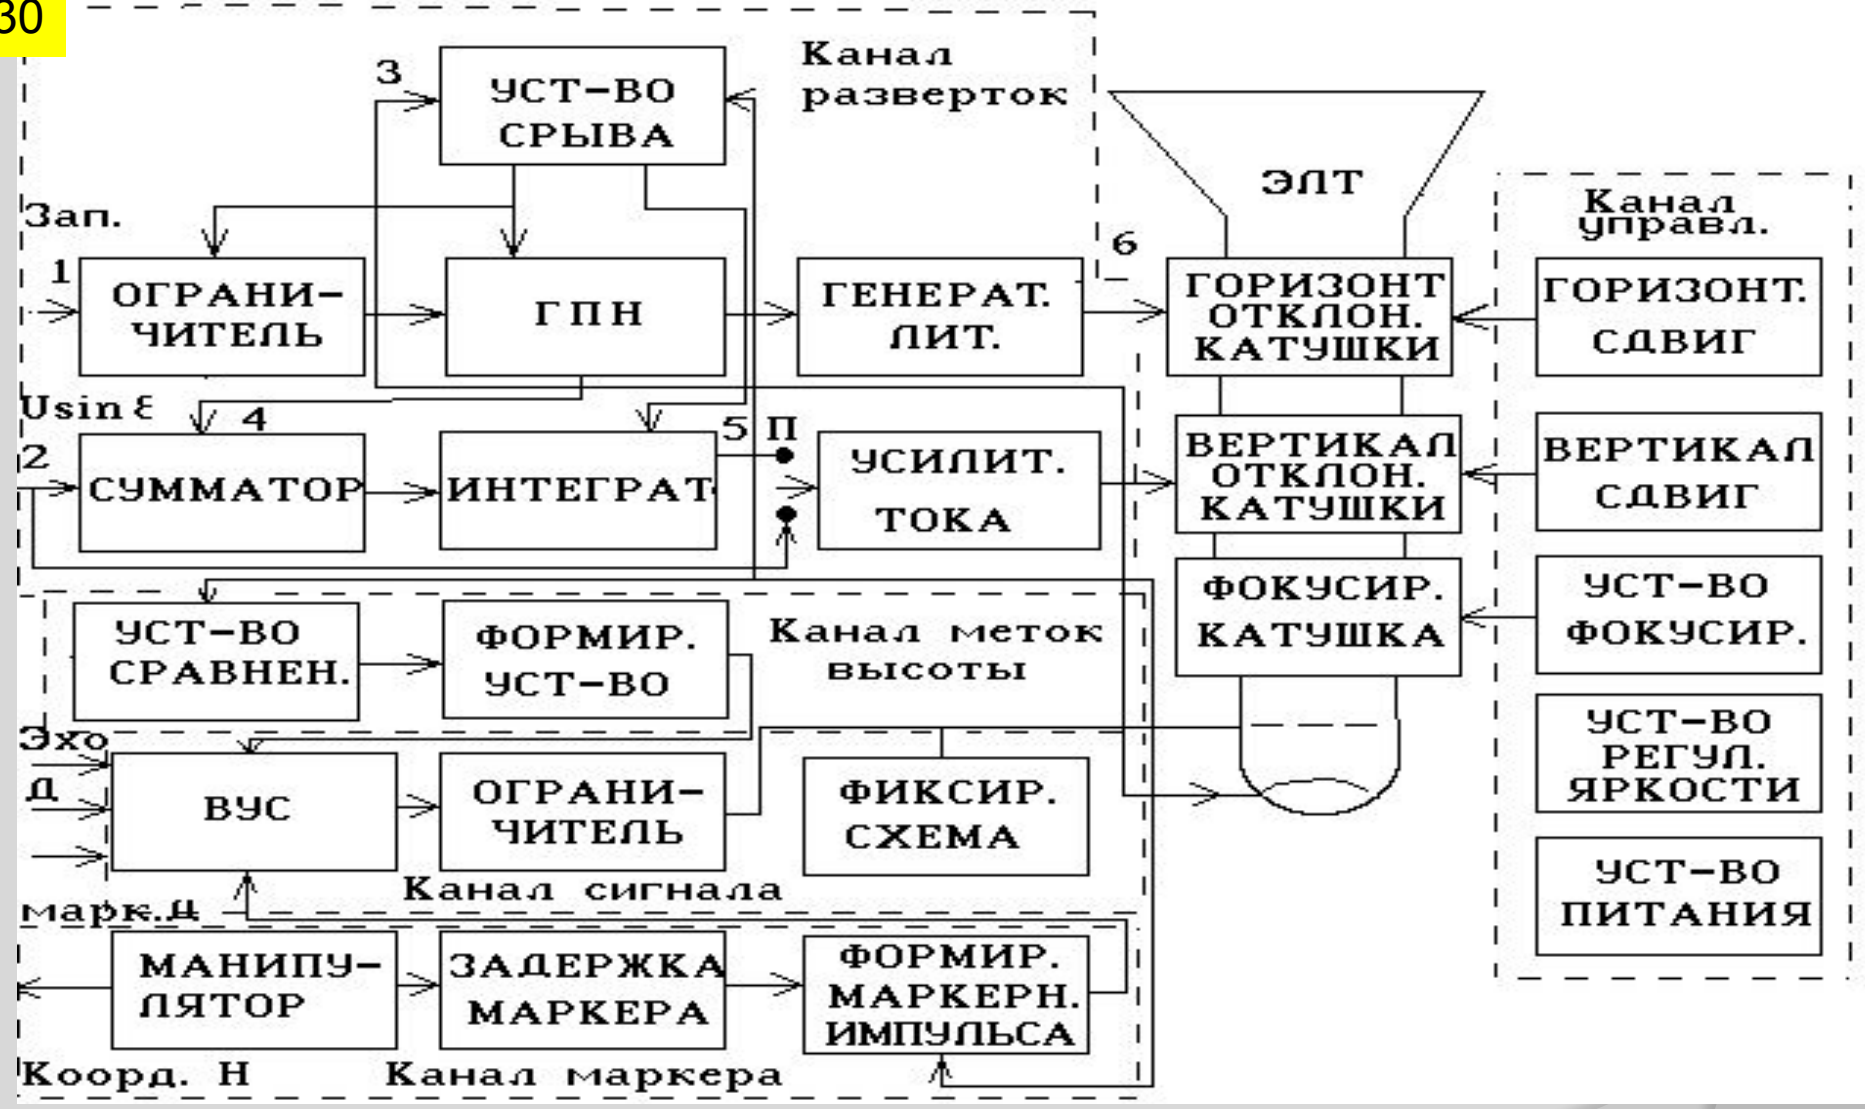 30
3
УСТ-ВО
СРЫВА
Канал
разверток
ЭЛТ
Канал
управл.
Зап.
1
ОГРАНИ-
ЧИТЕЛЬ
ГПН
ГЕНЕРАТ.
ЛИТ.
6
ГОРИЗОНТ
ОТКЛОН.
КАТУШКИ
ГОРИЗОНТ.
СДВИГ
Usin ε
4
2
СУММАТОР
ИНТЕГРАТ
5 П
УСИЛИТ.
ТОКА
ВЕРТИКАЛ
ОТКЛОН.
КАТУШКИ
ВЕРТИКАЛ
СДВИГ
УСТ-ВО
СРАВНЕН.
ФОРМИР.
УСТ-ВО
Канал меток
высоты
ФОКУСИР.
КАТУШКА
УСТ-ВО
ФОКУСИР.
Эхо
Д
ВУС
ОГРАНИ-
ЧИТЕЛЬ
ФИКСИР.
СХЕМА
УСТ-ВО
РЕГУЛ.
ЯРКОСТИ
Канал сигнала
марк.Д
УСТ-ВО
ПИТАНИЯ
МАНИПУ-
ЛЯТОР
ЗАДЕРЖКА
МАРКЕРА
ФОРМИР.
МАРКЕРН.
ИМПУЛЬСА
Коорд. Н
Канал маркера